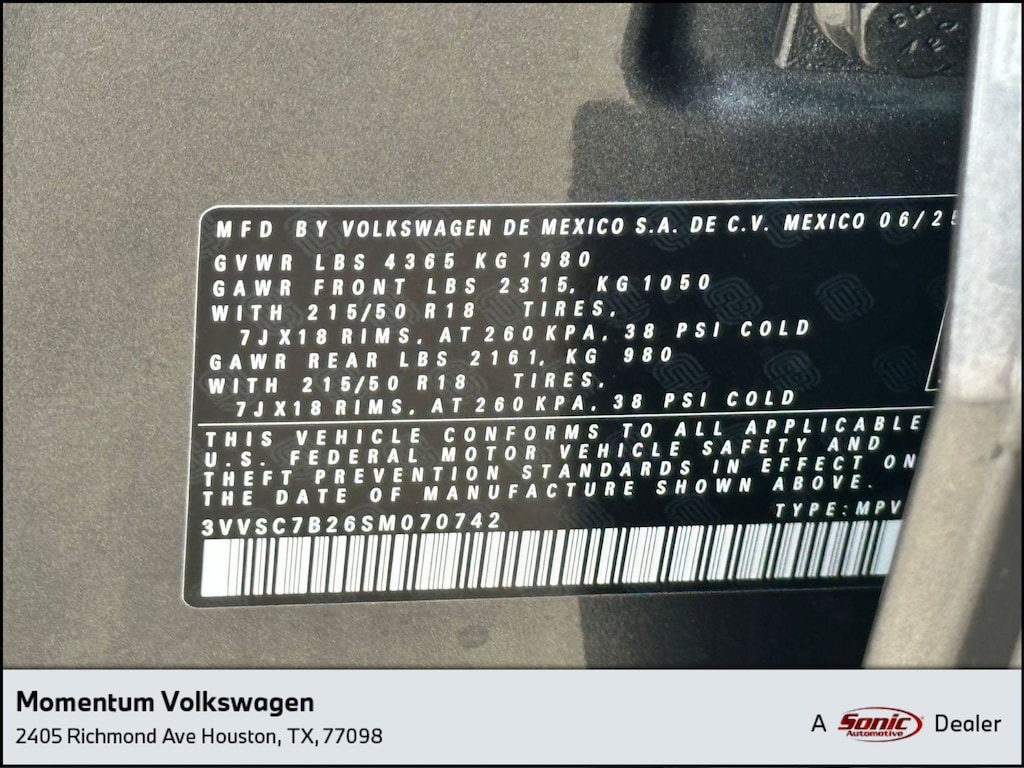 MFD BY VOLKSWAGEN DE MEXICO S.A. DE C.V. MEXICO 06/25
GVWR LBS 4365 KG 1980
GAWR FRONT LBS 2315, KG 1050
WITH 215/50 R18 TIRES,
7JX18 RIMS, AT 260 KPA, 38 PSI COLD
GAWR REAR LBS 2161, KG 980
WITH 215/50 R18 TIRES,
7JX18 RIMS, AT 260 KPA, 38 PSI COLD
THIS VEHICLE CONFORMS TO ALL APPLICABLE
U.S. FEDERAL MOTOR VEHICLE SAFETY AND
THEFT PREVENTION STANDARDS IN EFFECT ON
THE DATE OF MANUFACTURE SHOWN ABOVE.
3VVSC7B26SM070742 TYPE:MPV
Momentum Volkswagen
2405 Richmond Ave Houston, TX, 77098
A Sonic Automotive Dealer